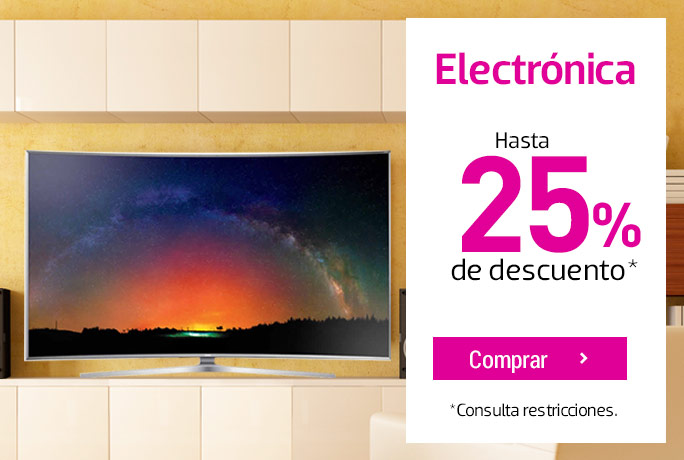 Electrónica
Hasta
25%
de descuento*
Comprar >
*Consulta restricciones.